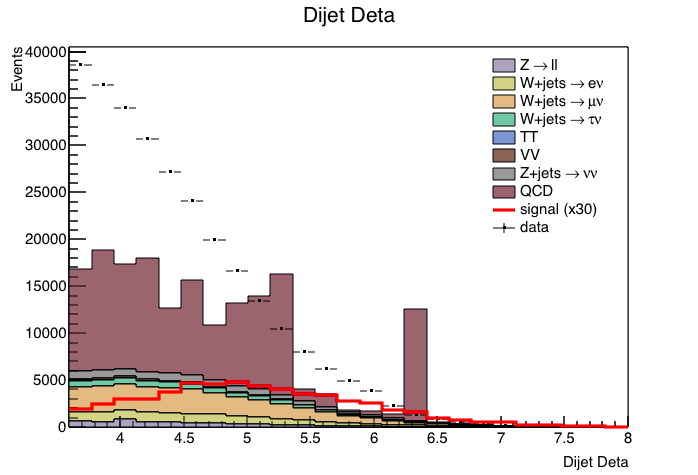 Dijet Deta
Events
40000
35000
30000
25000
20000
15000
10000
5000
0
4 4.5 5 5.5 6 6.5 7 7.5 8
Dijet Deta
Z → ll
W+jets → eν
W+jets → μν
W+jets → τν
TT
VV
Z+jets → νν
QCD
signal (x30)
data